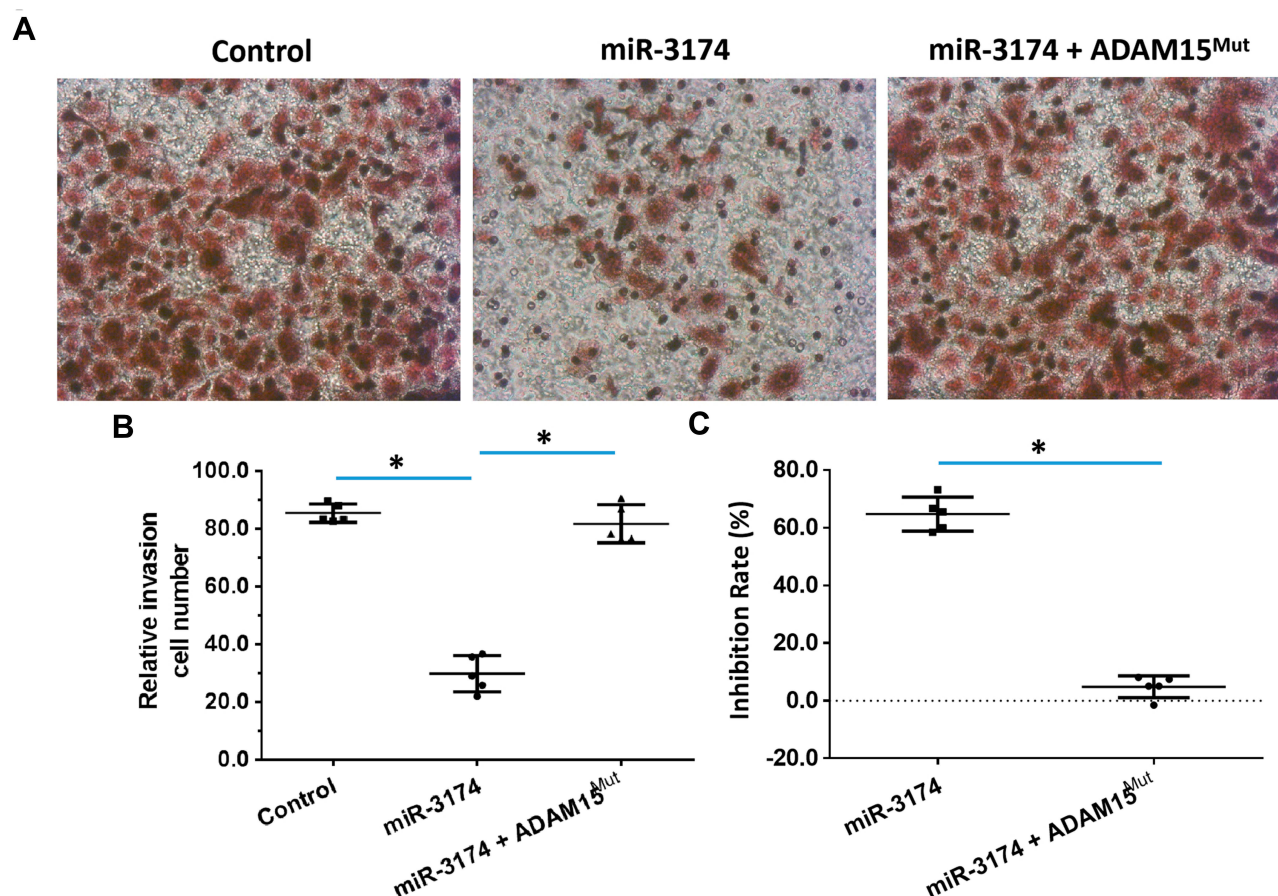 A
Control
miR-3174
miR-3174 + ADAM15Mut
B
Relative invasion
cell number
100.0
80.0
60.0
40.0
20.0
0.0
*
*
Control
miR-3174
miR-3174 + ADAM15Mut
C
Inhibition Rate (%)
80.0
60.0
40.0
20.0
0.0
-20.0
*
miR-3174
miR-3174 + ADAM15Mut